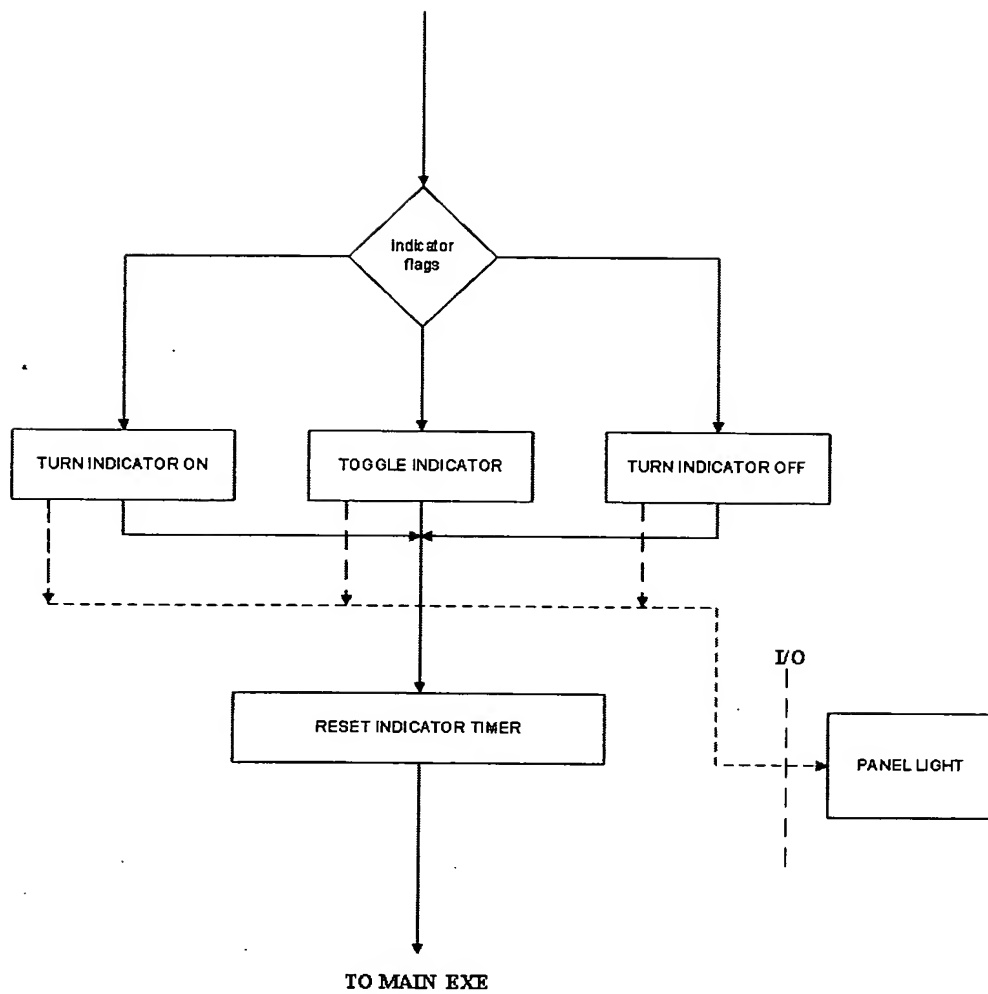 Indicator
flags
TURN INDICATOR ON
TOGGLE INDICATOR
TURN INDICATOR OFF
I/O
RESET INDICATOR TIMER
PANEL LIGHT
TO MAIN EXE